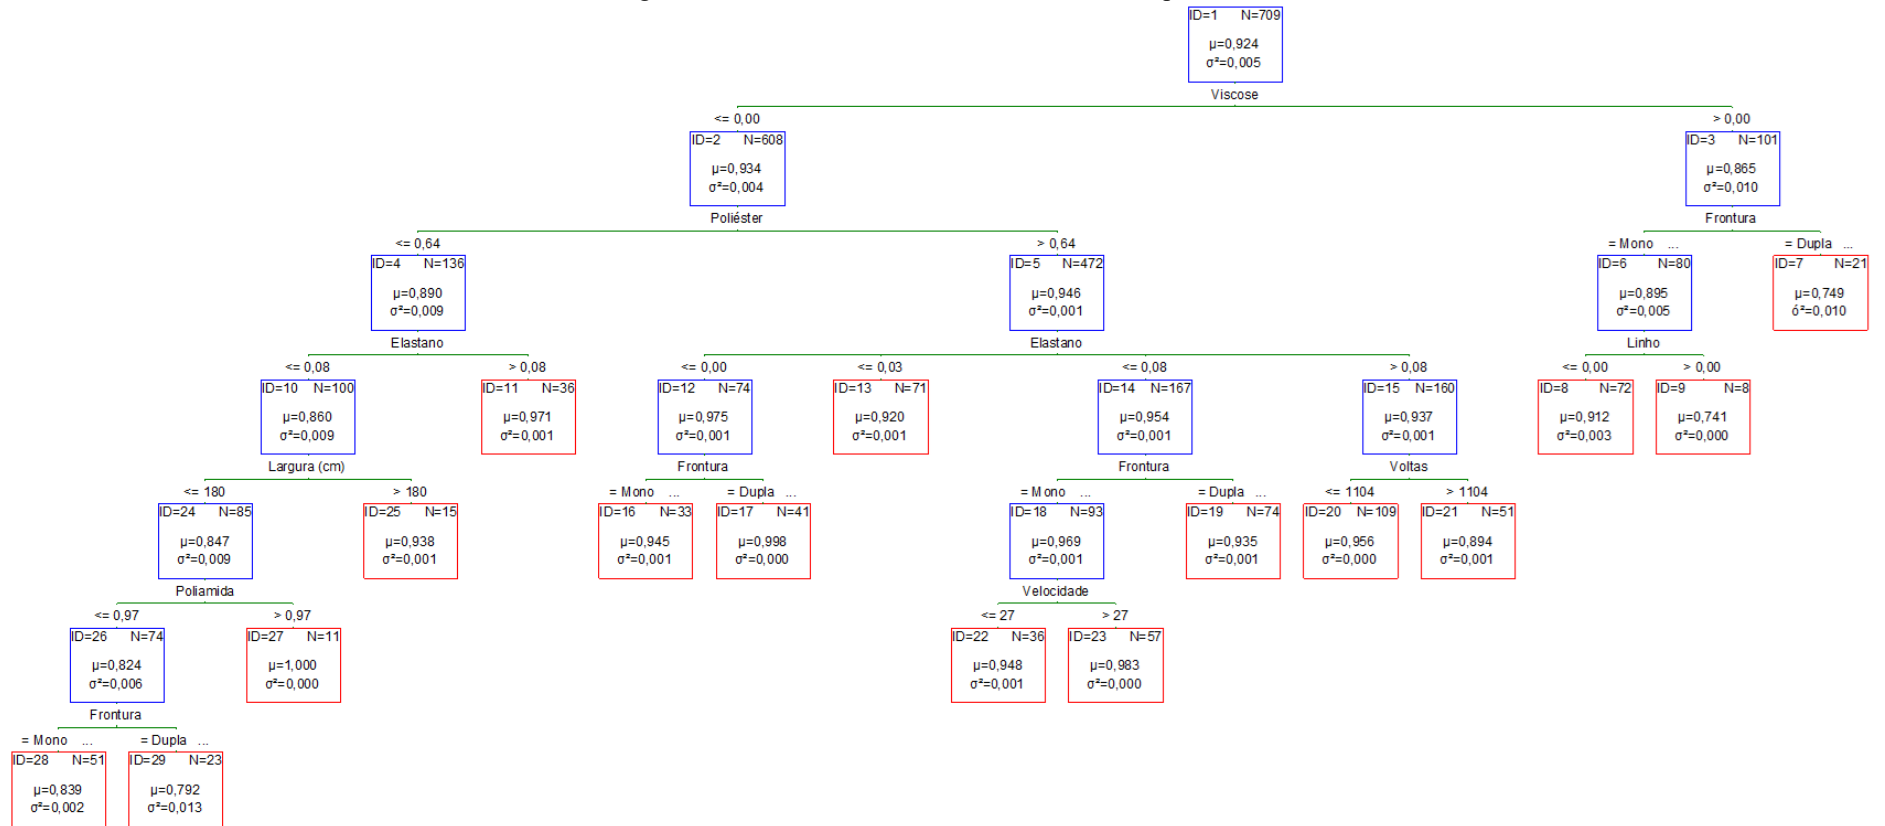 ID=1 N=709
μ=0,924
σ²=0,005
Viscose
<= 0,00
> 0,00
ID=2 N=608
μ=0,934
σ²=0,004
Poliéster
ID=3 N=101
μ=0,865
σ²=0,010
Frontura
<= 0,64
> 0,64
= Mono ...
= Dupla ...
ID=4 N=136
μ=0,890
σ²=0,009
Elastano
ID=5 N=472
μ=0,946
σ²=0,001
Elastano
ID=6 N=80
μ=0,895
σ²=0,005
Linho
ID=7 N=21
μ=0,749
ó²=0,010
<= 0,08
> 0,08
<= 0,00
<= 0,03
<= 0,08
> 0,08
<= 0,00
> 0,00
ID=10 N=100
μ=0,860
σ²=0,009
Largura (cm)
ID=11 N=36
μ=0,971
σ²=0,001
ID=12 N=74
μ=0,975
σ²=0,001
Frontura
ID=13 N=71
μ=0,920
σ²=0,001
ID=14 N=167
μ=0,954
σ²=0,001
Frontura
ID=15 N=160
μ=0,937
σ²=0,001
Voltas
ID=8 N=72
μ=0,912
σ²=0,003
ID=9 N=8
μ=0,741
σ²=0,000
<= 180
> 180
= Mono ...
= Dupla ...
= Mono ...
= Dupla ...
<= 1104
> 1104
ID=24 N=85
μ=0,847
σ²=0,009
Poliamida
ID=25 N=15
μ=0,938
σ²=0,001
ID=16 N=33
μ=0,945
σ²=0,001
ID=17 N=41
μ=0,998
σ²=0,000
ID=18 N=93
μ=0,969
σ²=0,001
Velocidade
ID=19 N=74
μ=0,935
σ²=0,001
ID=20 N=109
μ=0,956
σ²=0,000
ID=21 N=51
μ=0,894
σ²=0,001
<= 0,97
> 0,97
<= 27
> 27
ID=26 N=74
μ=0,824
σ²=0,006
Frontura
ID=27 N=11
μ=1,000
σ²=0,000
ID=22 N=36
μ=0,948
σ²=0,001
ID=23 N=57
μ=0,983
σ²=0,000
= Mono ...
= Dupla ...
ID=28 N=51
μ=0,839
σ²=0,002
ID=29 N=23
μ=0,792
σ²=0,013